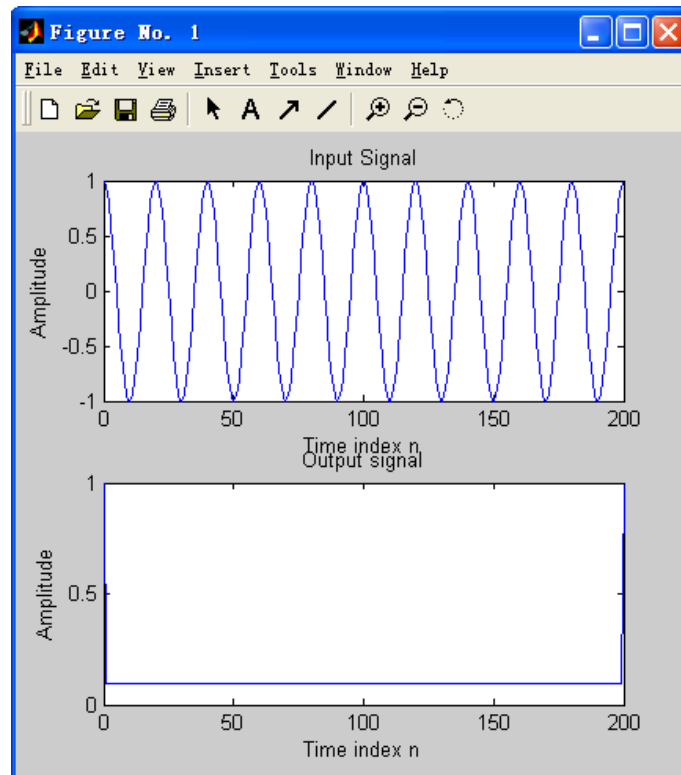 Figure No. 1
File Edit View Insert Tools Window Help
A
Input Signal
1
0.5
0
-0.5
-1
Amplitude
0 50 100 150 200
Time index n
Output signal
1
0.5
0
Amplitude
0 50 100 150 200
Time index n